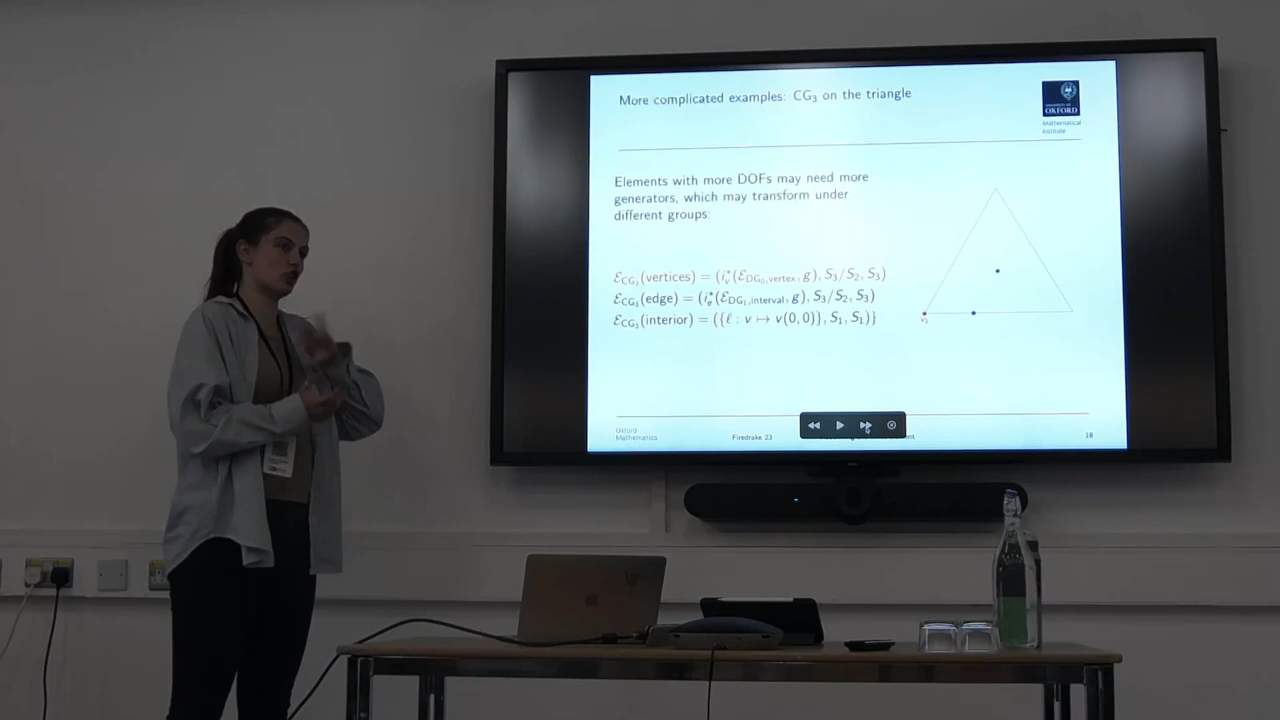 More complicated examples: CG₃ on the triangle
UNIVERSITY OF
OXFORD
Mathematical
Institute
Elements with more DOFs may need more
generators, which may transform under
different groups:
ℰ_CG₃(vertices) = (i*_v(ℰ_DG₀,vertex, g), S₃/S₂, S₃)
ℰ_CG₃(edge) = (i*_e(ℰ_DG₁,interval, g), S₃/S₂, S₃)
ℰ_CG₃(interior) = ({ℓ : v ↦ v(0,0)}, S₁, S₁)}
v₁
Oxford
Mathematics
Firedrake 23
18